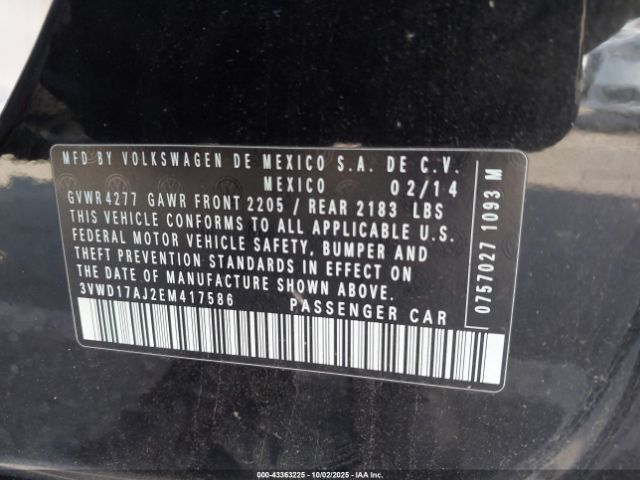 MFD BY VOLKSWAGEN DE MEXICO S.A. DE C.V.
MEXICO 02/14
GVWR 4277 GAWR FRONT 2205 / REAR 2183 LBS
THIS VEHICLE CONFORMS TO ALL APPLICABLE U.S.
FEDERAL MOTOR VEHICLE SAFETY, BUMPER AND
THEFT PREVENTION STANDARDS IN EFFECT ON
THE DATE OF MANUFACTURE SHOWN ABOVE.
3VWD17AJ2EM417586 PASSENGER CAR
0757027 1093 M
000-43363225 - 10/02/2025 - IAAI.com